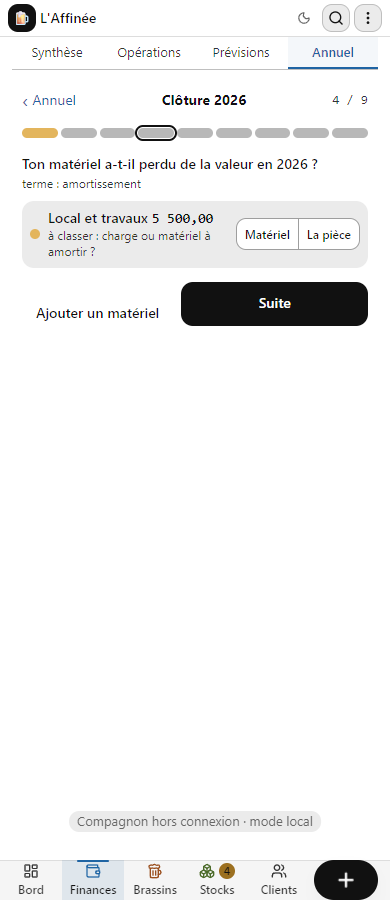 L'Affinée
Synthèse Opérations Prévisions Annuel
‹ Annuel Clôture 2026 4 / 9
Ton matériel a-t-il perdu de la valeur en 2026 ?
terme : amortissement
Local et travaux 5 500,00
à classer : charge ou matériel à
amortir ?
Matériel La pièce
Ajouter un matériel Suite
Compagnon hors connexion · mode local
4
Bord Finances Brassins Stocks Clients